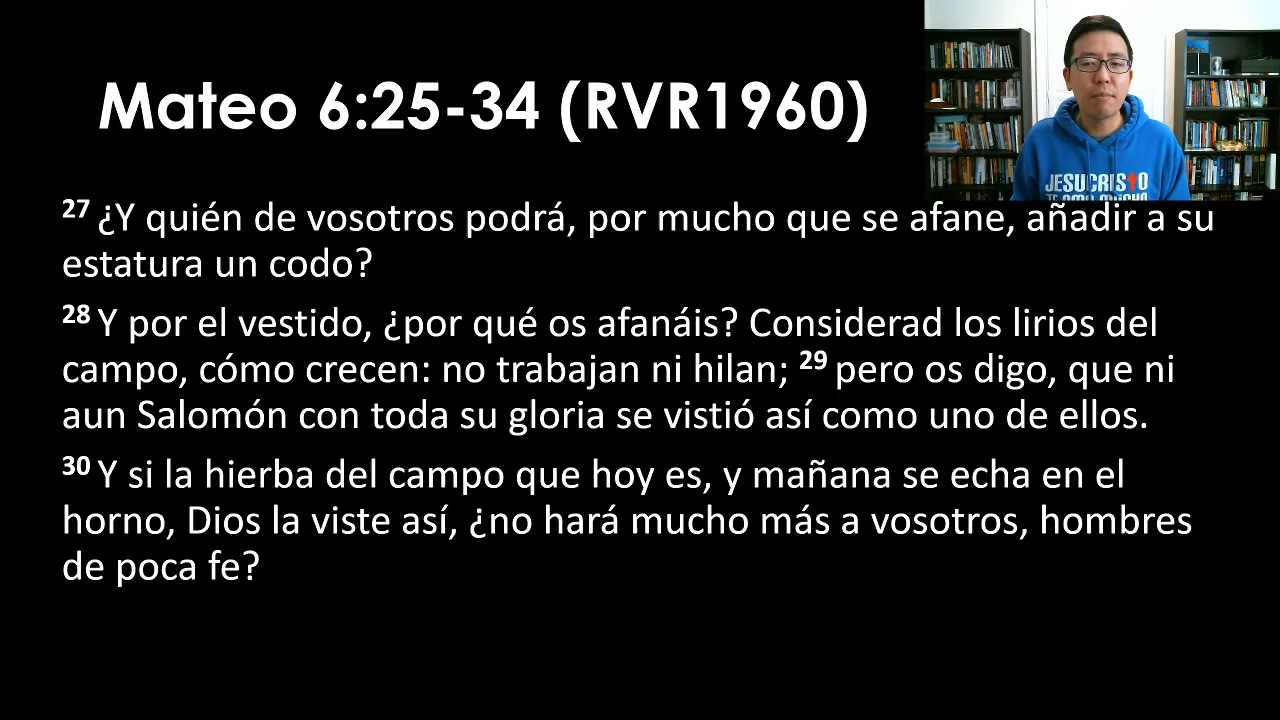 Mateo 6:25-34 (RVR1960)
JESUCRISTO
TE AMO MUCHO
27 ¿Y quién de vosotros podrá, por mucho que se afane, añadir a su
estatura un codo?
28 Y por el vestido, ¿por qué os afanáis? Considerad los lirios del
campo, cómo crecen: no trabajan ni hilan; 29 pero os digo, que ni
aun Salomón con toda su gloria se vistió así como uno de ellos.
30 Y si la hierba del campo que hoy es, y mañana se echa en el
horno, Dios la viste así, ¿no hará mucho más a vosotros, hombres
de poca fe?